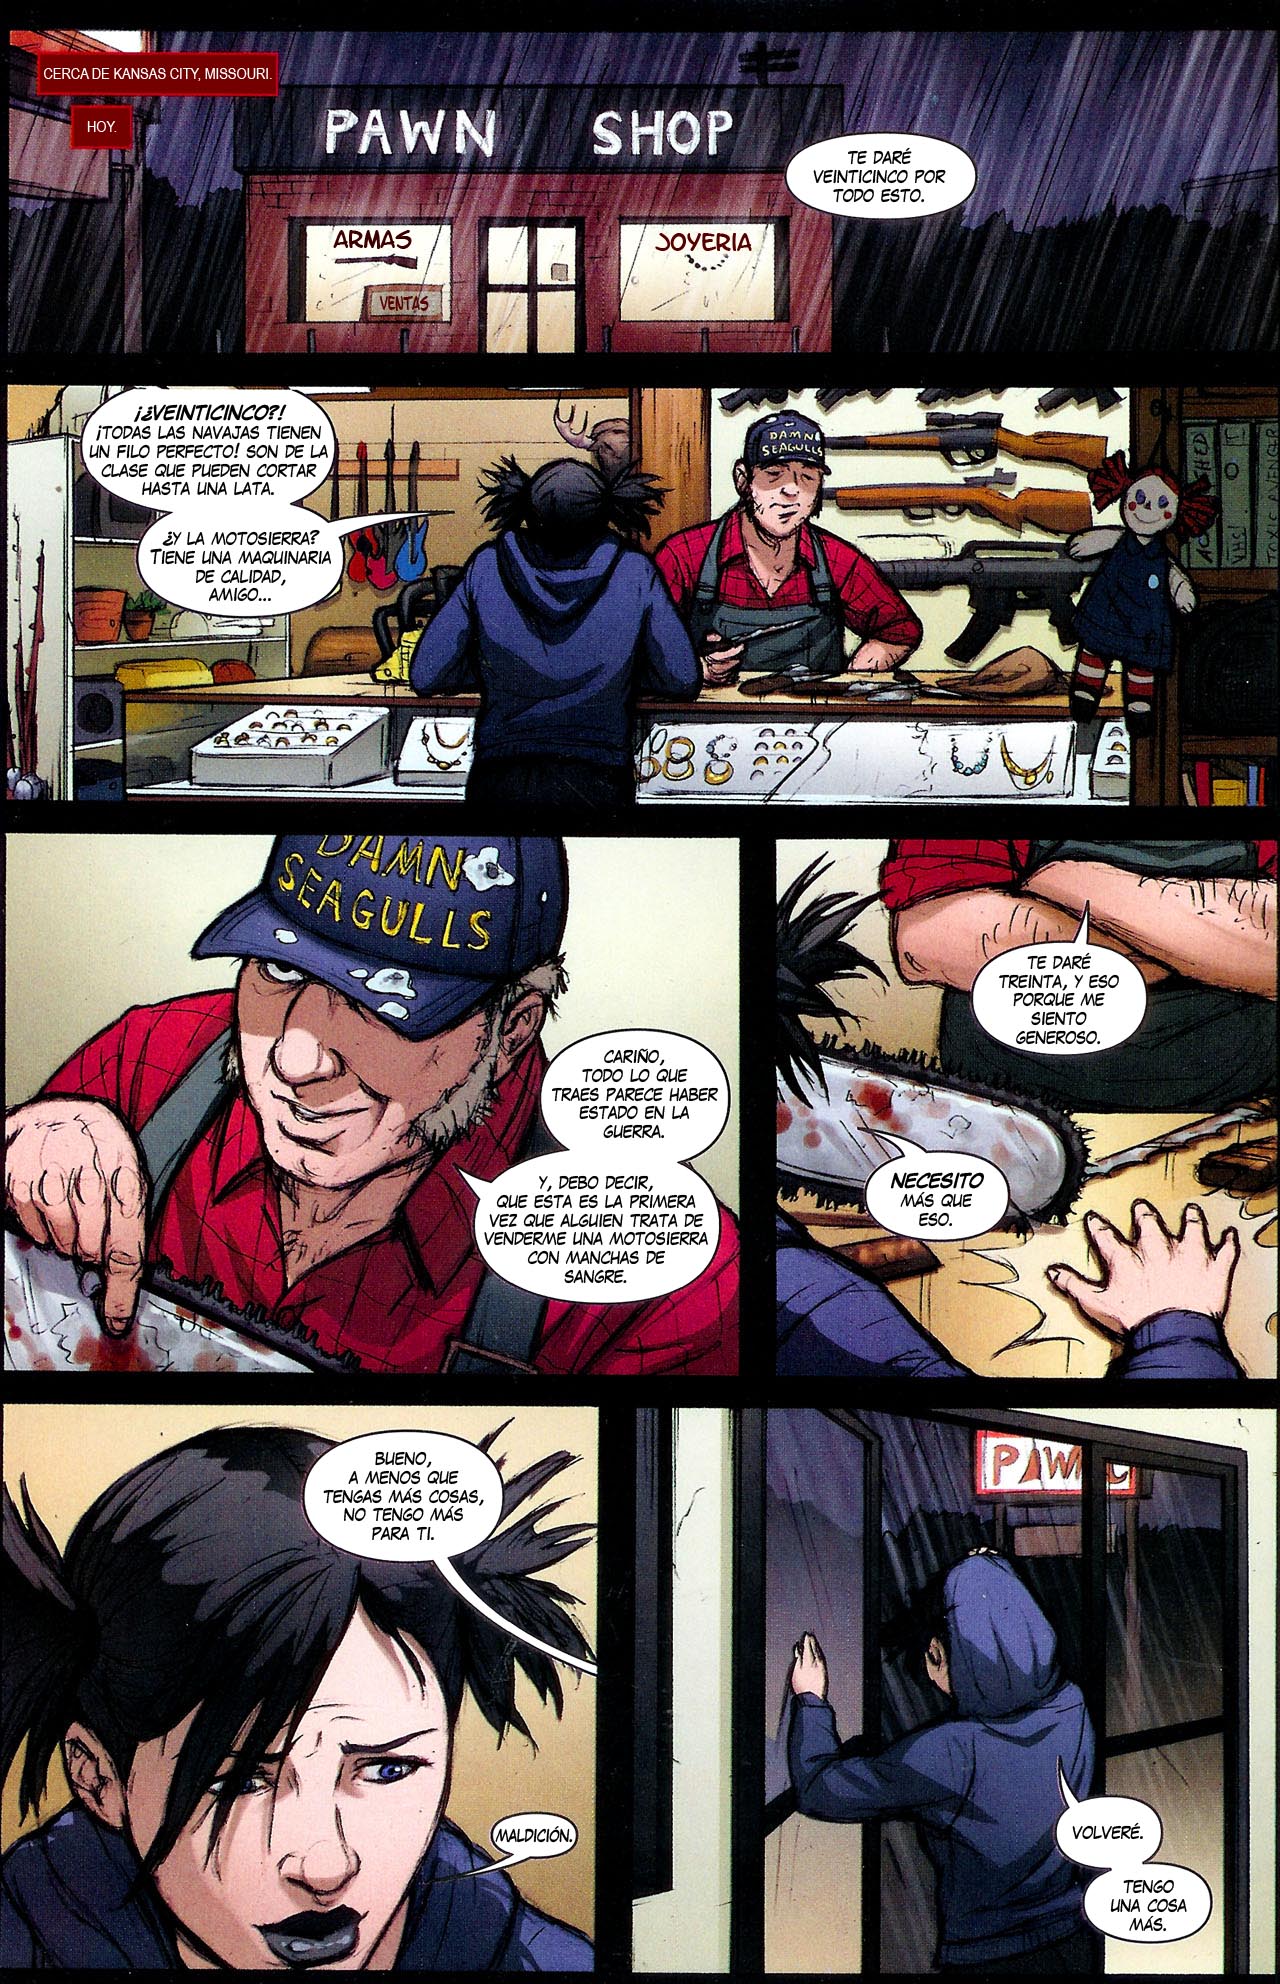 CERCA DE KANSAS CITY, MISSOURI.
HOY.
PAWN SHOP
TE DARÉ
VEINTICINCO POR
TODO ESTO.
ARMAS
JOYERIA
VENTAS
¡¿VEINTICINCO?!
¡TODAS LAS NAVAJAS TIENEN
UN FILO PERFECTO! SON DE LA
CLASE QUE PUEDEN CORTAR
HASTA UNA LATA.
¿Y LA MOTOSIERRA?
TIENE UNA MAQUINARIA
DE CALIDAD,
AMIGO...
DAMN
SEAGULLS
TOXIC AVENGER
DAMN
SEAGULLS
CARIÑO,
TODO LO QUE
TRAES PARECE HABER
ESTADO EN LA
GUERRA.
Y, DEBO DECIR,
QUE ESTA ES LA PRIMERA
VEZ QUE ALGUIEN TRATA DE
VENDERME UNA MOTOSIERRA
CON MANCHAS DE
SANGRE.
TE DARÉ
TREINTA, Y ESO
PORQUE ME
SIENTO
GENEROSO.
NECESITO
MÁS QUE
ESO.
BUENO,
A MENOS QUE
TENGAS MÁS COSAS,
NO TENGO MÁS
PARA TI.
MALDICIÓN.
PAWN
VOLVERÉ.
TENGO
UNA COSA
MÁS.